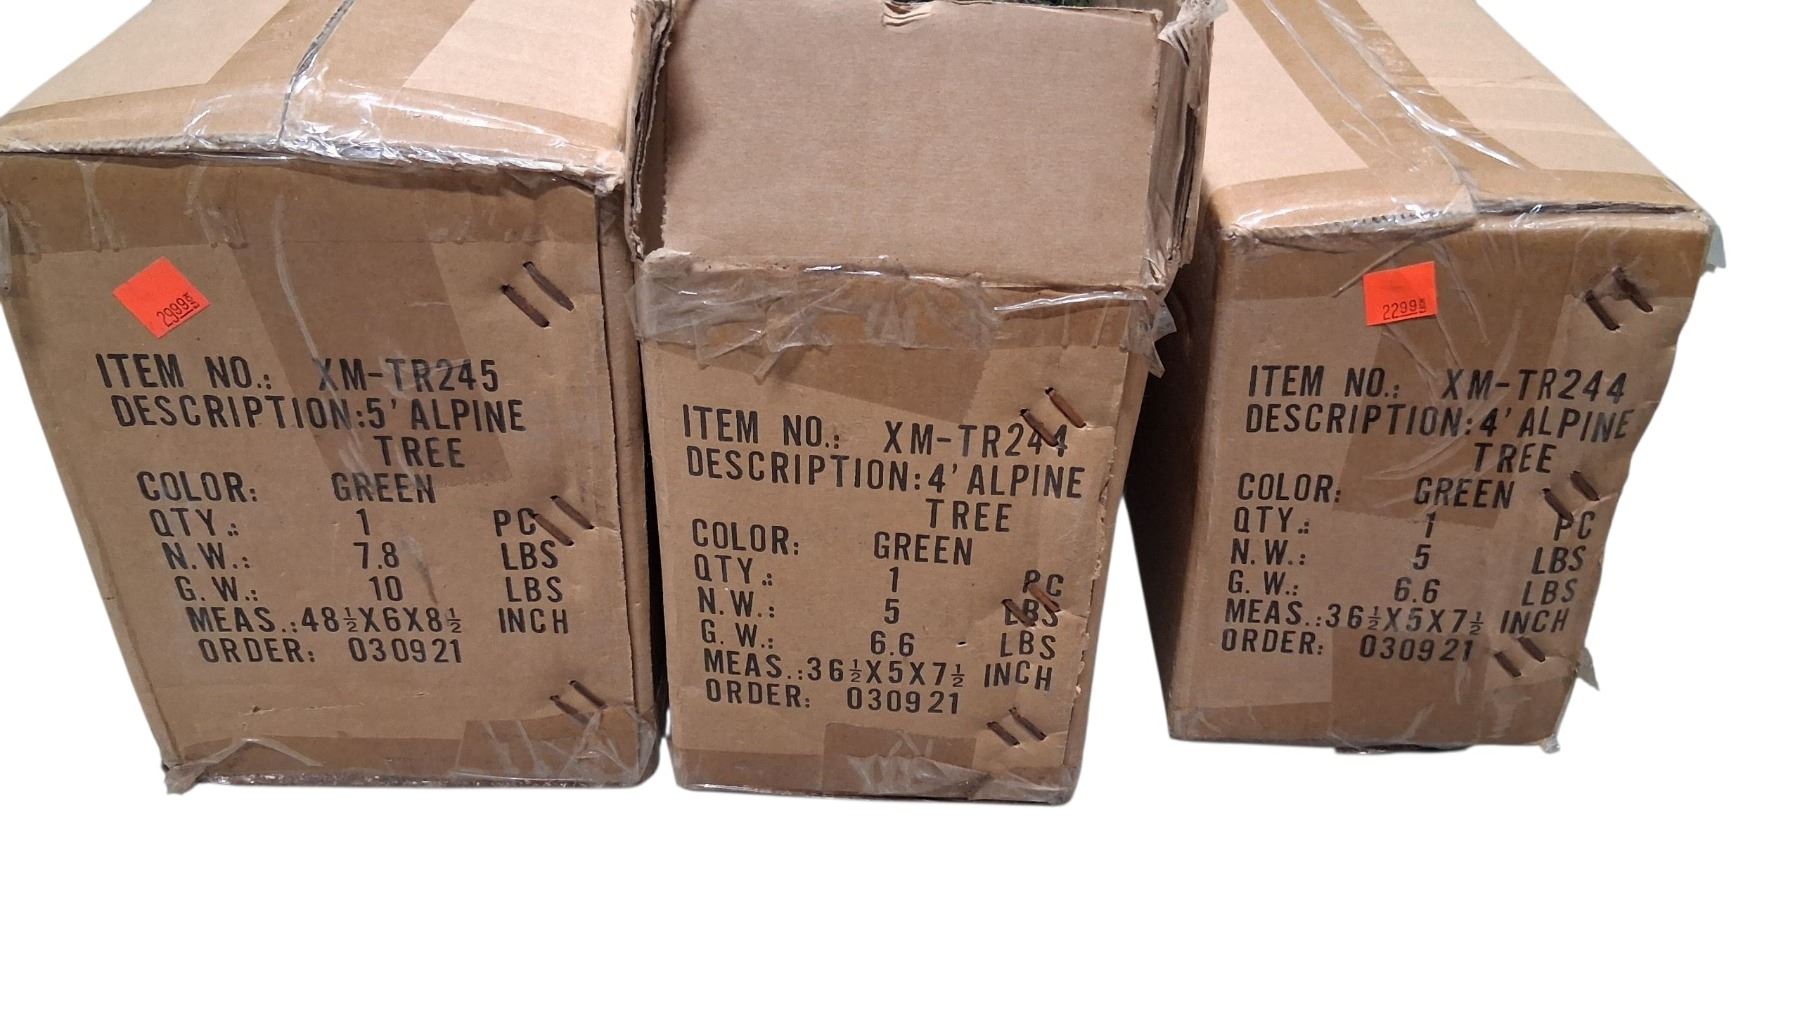 2999
ITEM NO.: XM-TR245
DESCRIPTION:5' ALPINE
TREE
COLOR: GREEN
QTY.: 1 PC
N.W.: 7.8 LBS
G.W.: 10 LBS
MEAS.:48½X6X8½ INCH
ORDER: 030921
ITEM NO.: XM-TR244
DESCRIPTION:4' ALPINE
TREE
COLOR: GREEN
QTY.: 1 PC
N.W.: 5 LBS
G.W.: 6.6 LBS
MEAS.:36½X5X7½ INCH
ORDER: 030921
2299
ITEM NO.: XM-TR244
DESCRIPTION:4' ALPINE
TREE
COLOR: GREEN
QTY.: 1 PC
N.W.: 5 LBS
G.W.: 6.6 LBS
MEAS.:36½X5X7½ INCH
ORDER: 030921